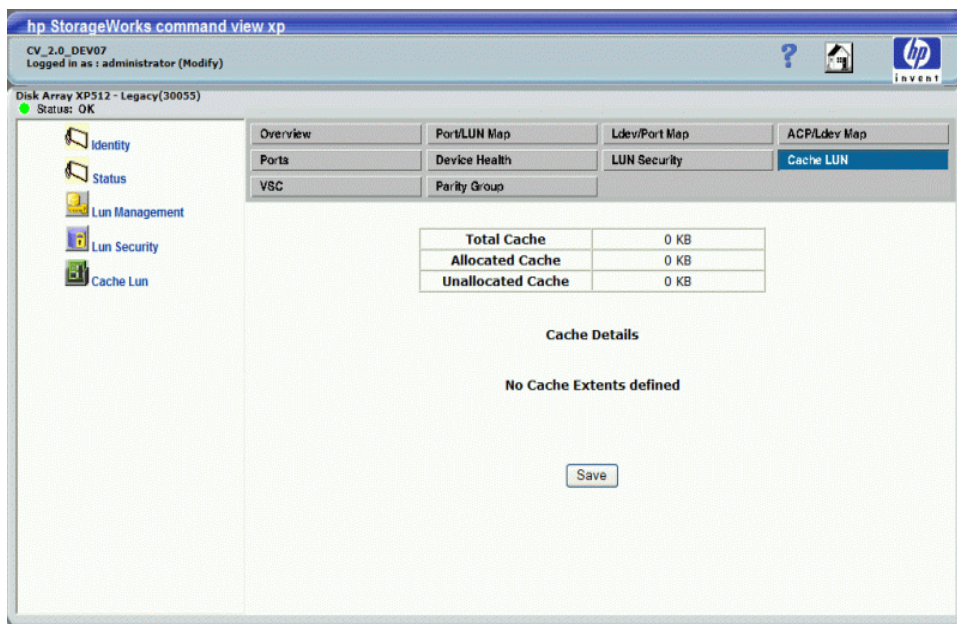 hp StorageWorks command view xp
CV_2.0_DEV07
Logged in as : administrator (Modify)
?
hp
invent
Disk Array XP512 - Legacy(30055)
Status: OK
Identity
Status
Lun Management
Lun Security
Cache Lun
Overview Port/LUN Map Ldev/Port Map ACP/Ldev Map
Ports Device Health LUN Security Cache LUN
VSC Parity Group
Total Cache 0 KB
Allocated Cache 0 KB
Unallocated Cache 0 KB
Cache Details
No Cache Extents defined
Save